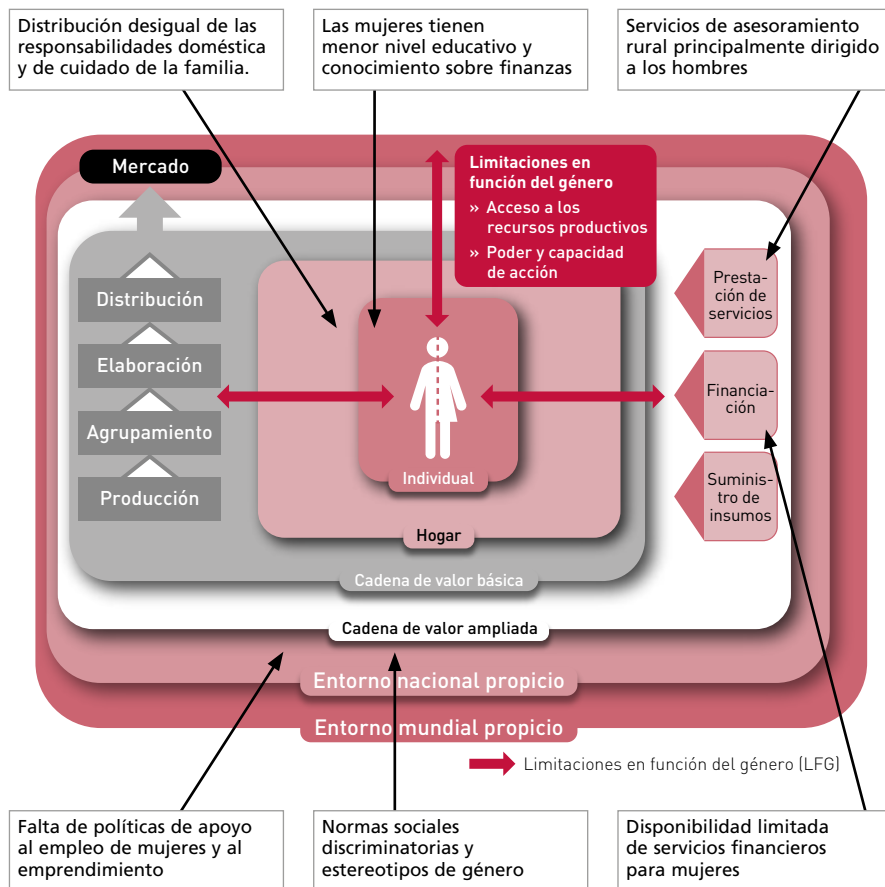 Distribución desigual de las
responsabilidades doméstica
y de cuidado de la familia.
Las mujeres tienen
menor nivel educativo y
conocimiento sobre finanzas
Servicios de asesoramiento
rural principalmente dirigido
a los hombres
Mercado
Limitaciones en
función del género
» Acceso a los
recursos productivos
» Poder y capacidad
de acción
Distribución
Elaboración
Agrupamiento
Producción
Presta-
ción de
servicios
Financia-
ción
Suminis-
tro de
insumos
Individual
Hogar
Cadena de valor básica
Cadena de valor ampliada
Entorno nacional propicio
Entorno mundial propicio
Limitaciones en función del género (LFG)
Falta de políticas de apoyo
al empleo de mujeres y al
emprendimiento
Normas sociales
discriminatorias y
estereotipos de género
Disponibilidad limitada
de servicios financieros
para mujeres